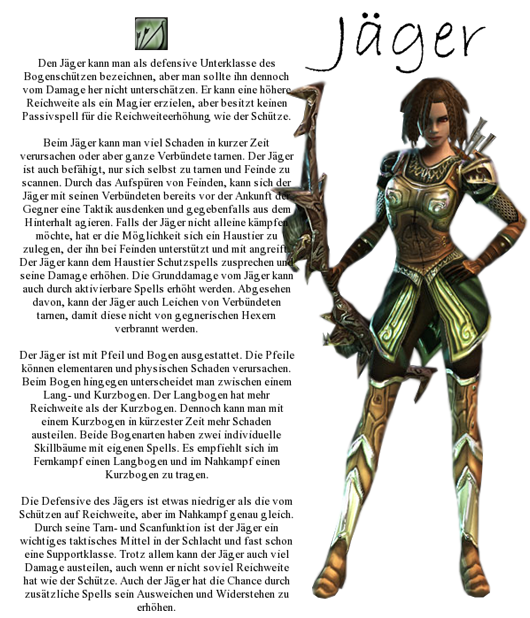 Jäger
Den Jäger kann man als defensive Unterklasse des
Bogenschützen bezeichnen, aber man sollte ihn dennoch
vom Damage her nicht unterschätzen. Er kann eine höhere
Reichweite als ein Magier erzielen, aber besitzt keinen
Passivspell für die Reichweiteerhöhung wie der Schütze.
Beim Jäger kann man viel Schaden in kurzer Zeit
verursachen oder aber ganze Verbündete tarnen. Der Jäger
ist auch befähigt, nur sich selbst zu tarnen und Feinde zu
scannen. Durch das Aufspüren von Feinden, kann sich der
Jäger mit seinen Verbündeten bereits vor der Ankunft der
Gegner eine Taktik ausdenken und gegebenfalls aus dem
Hinterhalt agieren. Falls der Jäger nicht alleine kämpfen
möchte, hat er die Möglichkeit sich ein Haustier zu
zulegen, der ihn bei Feinden unterstützt und mit angreift.
Der Jäger kann dem Haustier Schutzspells zusprechen und
seine Damage erhöhen. Die Grunddamage vom Jäger kann
auch durch aktivierbare Spells erhöht werden. Abgesehen
davon, kann der Jäger auch Leichen von Verbündeten
tarnen, damit diese nicht von gegnerischen Hexern
verbrannt werden.
Der Jäger ist mit Pfeil und Bogen ausgestattet. Die Pfeile
können elementaren und physischen Schaden verursachen.
Beim Bogen hingegen unterscheidet man zwischen einem
Lang- und Kurzbogen. Der Langbogen hat mehr
Reichweite als der Kurzbogen. Dennoch kann man mit
einem Kurzbogen in kürzester Zeit mehr Schaden
austeilen. Beide Bogenarten haben zwei individuelle
Skillbäume mit eigenen Spells. Es empfiehlt sich im
Fernkampf einen Langbogen und im Nahkampf einen
Kurzbogen zu tragen.
Die Defensive des Jägers ist etwas niedriger als die vom
Schützen auf Reichweite, aber im Nahkampf genau gleich.
Durch seine Tarn- und Scanfunktion ist der Jäger ein
wichtiges taktisches Mittel in der Schlacht und fast schon
eine Supportklasse. Trotz allem kann der Jäger auch viel
Damage austeilen, auch wenn er nicht soviel Reichweite
hat wie der Schütze. Auch der Jäger hat die Chance durch
zusätzliche Spells sein Ausweichen und Widerstehen zu
erhöhen.